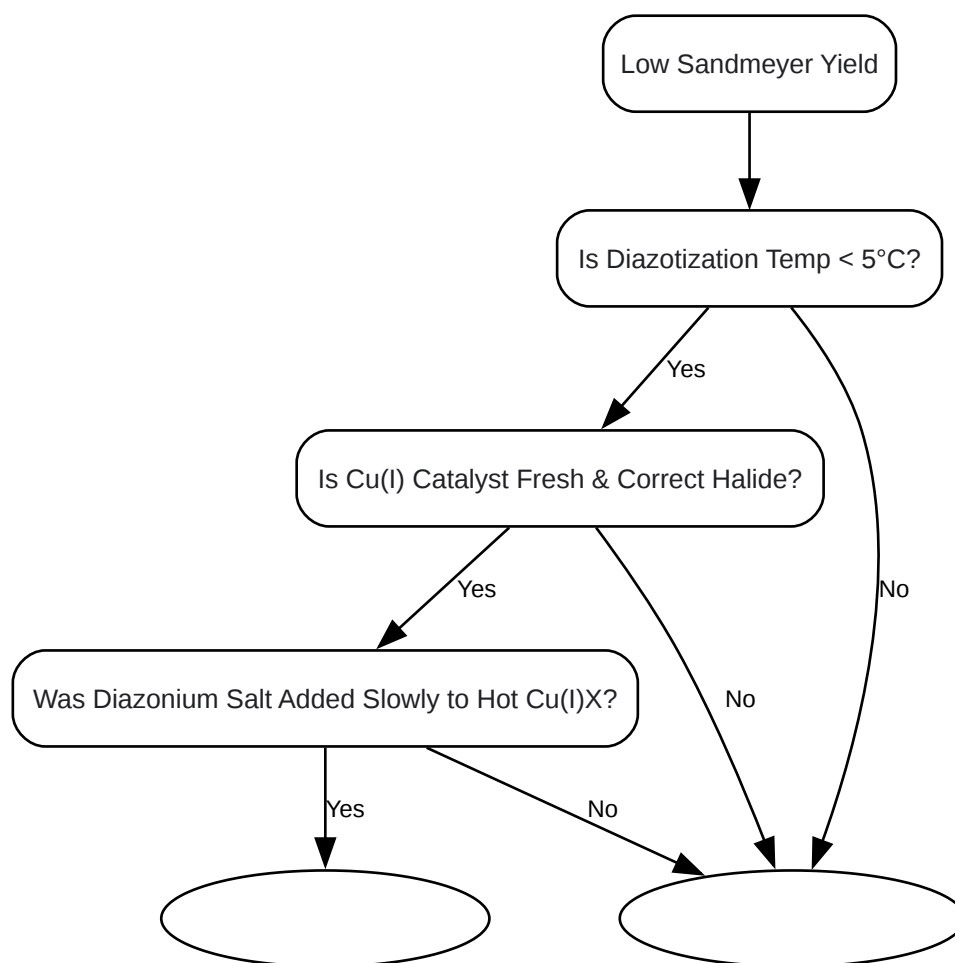 Low Sandmeyer Yield
Is Diazotization Temp < 5°C?
Yes
Is Cu(I) Catalyst Fresh & Correct Halide?
Yes
No
Was Diazonium Salt Added Slowly to Hot Cu(I)X?
No
Yes
No